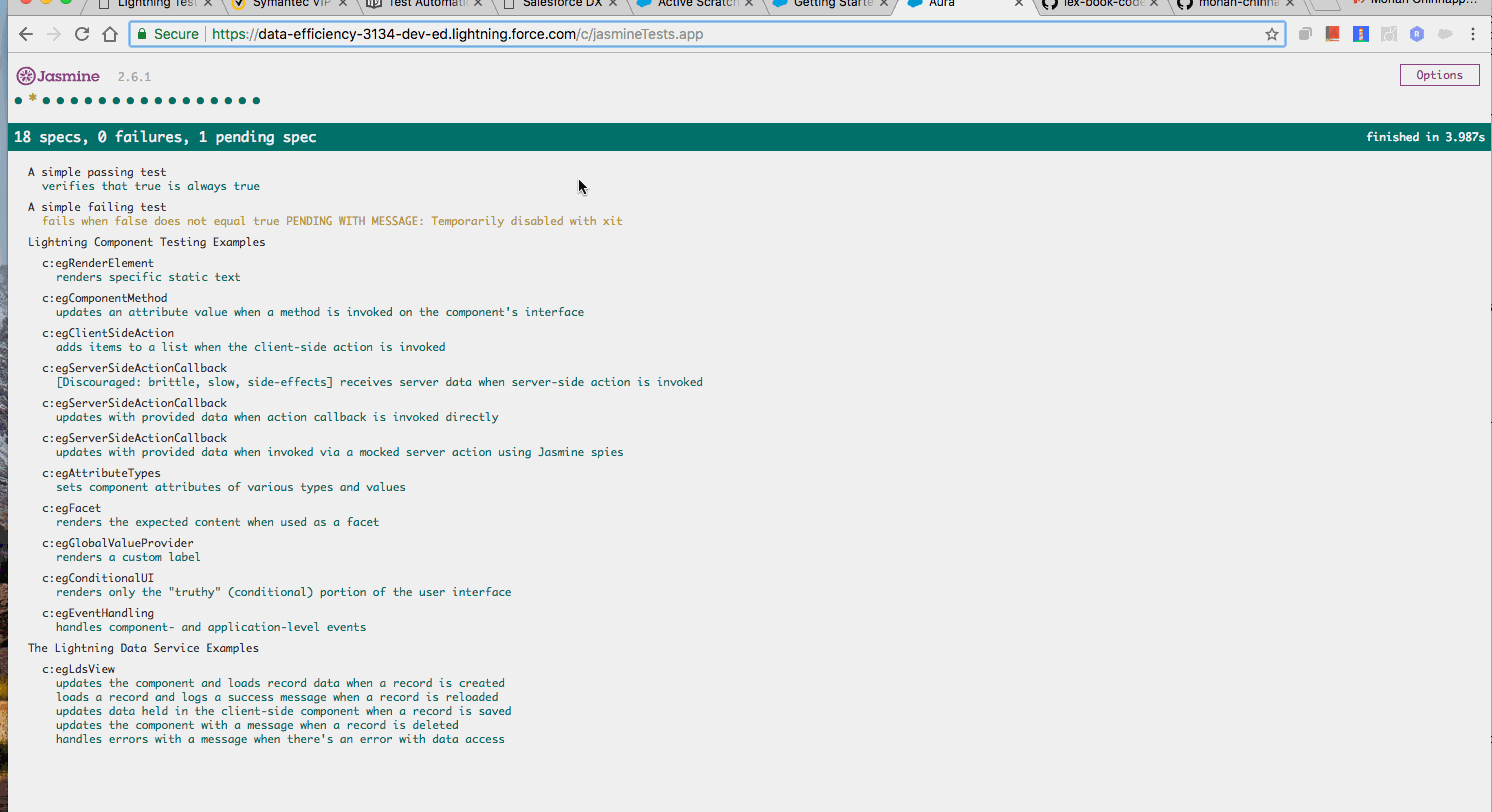 Lightning Test
Symantec VIP
Test Automati
Salesforce DX
Active Scratch
Getting Starte
Aura
lex-book-code
mohan-chinna
Mohan Chinnapp...
Secure
https://data-efficiency-3134-dev-ed.lightning.force.com/c/jasmineTests.app
Jasmine 2.6.1
Options
18 specs, 0 failures, 1 pending spec
finished in 3.987s
A simple passing test
verifies that true is always true
A simple failing test
fails when false does not equal true PENDING WITH MESSAGE: Temporarily disabled with xit
Lightning Component Testing Examples
c:egRenderElement
renders specific static text
c:egComponentMethod
updates an attribute value when a method is invoked on the component's interface
c:egClientSideAction
adds items to a list when the client-side action is invoked
c:egServerSideActionCallback
[Discouraged: brittle, slow, side-effects] receives server data when server-side action is invoked
c:egServerSideActionCallback
updates with provided data when action callback is invoked directly
c:egServerSideActionCallback
updates with provided data when invoked via a mocked server action using Jasmine spies
c:egAttributeTypes
sets component attributes of various types and values
c:egFacet
renders the expected content when used as a facet
c:egGlobalValueProvider
renders a custom label
c:egConditionalUI
renders only the "truthy" (conditional) portion of the user interface
c:egEventHandling
handles component- and application-level events
The Lightning Data Service Examples
c:egLdsView
updates the component and loads record data when a record is created
loads a record and logs a success message when a record is reloaded
updates data held in the client-side component when a record is saved
updates the component with a message when a record is deleted
handles errors with a message when there's an error with data access